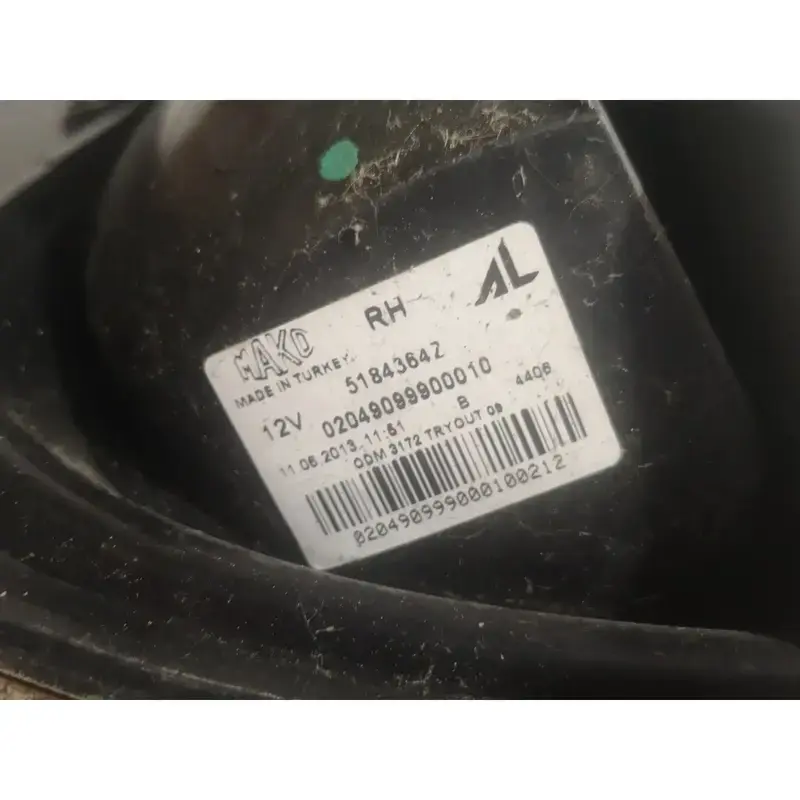 MAKO RH AL
MADE IN TURKEY
51843642
12V 02049099900010
11.06.2013 11:51 B 4406
ODM 3172 TRYOUT 09
020490999000100212